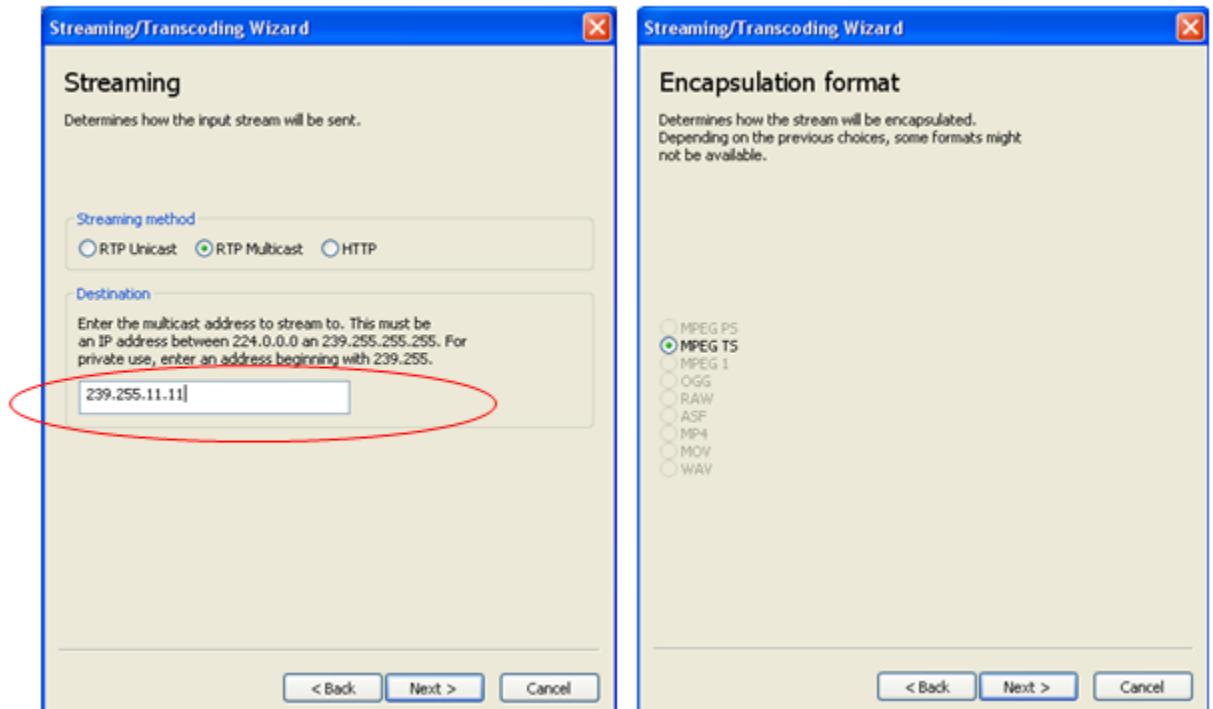 Streaming/Transcoding Wizard
Streaming
Determines how the input stream will be sent.
Streaming method
RTP Unicast RTP Multicast HTTP
Destination
Enter the multicast address to stream to. This must be
an IP address between 224.0.0.0 an 239.255.255.255. For
private use, enter an address beginning with 239.255.
239.255.11.11
< Back Next > Cancel
Streaming/Transcoding Wizard
Encapsulation format
Determines how the stream will be encapsulated.
Depending on the previous choices, some formats might
not be available.
MPEG PS
MPEG TS
MPEG 1
OGG
RAW
ASF
MP4
MOV
WAV
< Back Next > Cancel